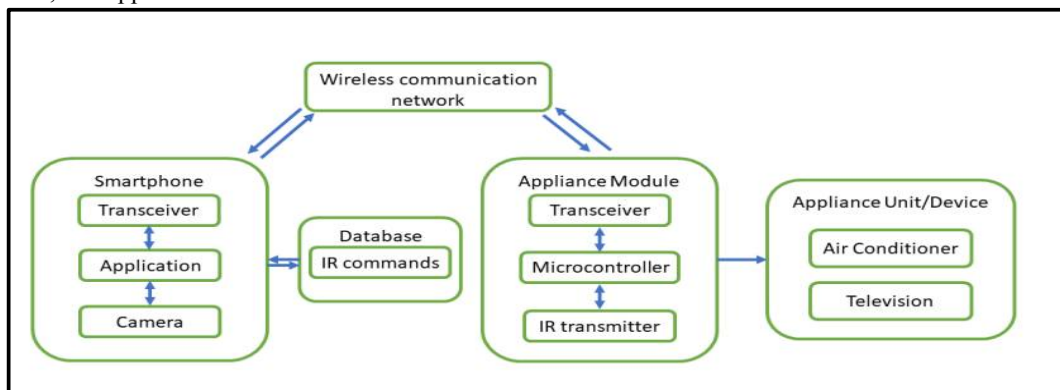 Wireless communication
network
Smartphone
Transceiver
Application
Camera
Database
IR commands
Appliance Module
Transceiver
Microcontroller
IR transmitter
Appliance Unit/Device
Air Conditioner
Television